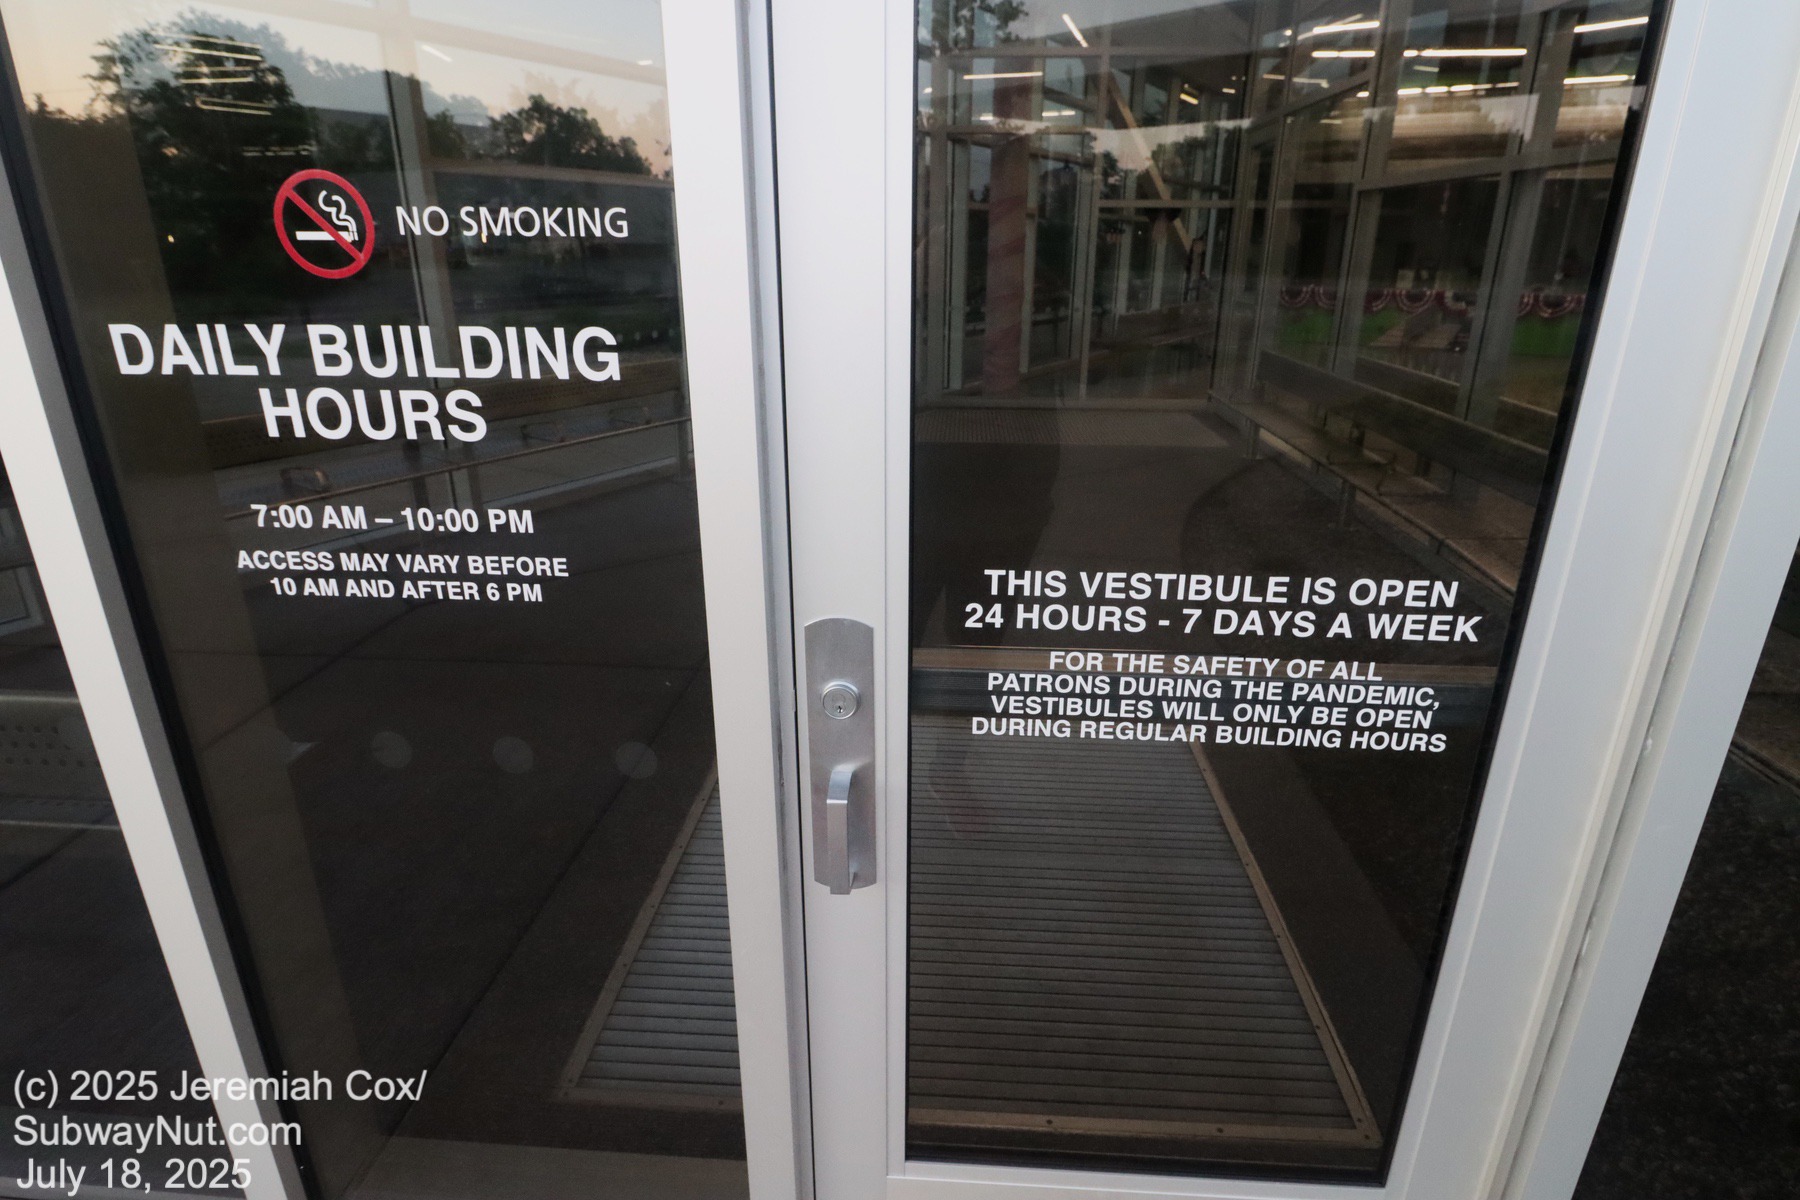 NO SMOKING
DAILY BUILDING
HOURS
7:00 AM – 10:00 PM
ACCESS MAY VARY BEFORE
10 AM AND AFTER 6 PM
THIS VESTIBULE IS OPEN
24 HOURS - 7 DAYS A WEEK
FOR THE SAFETY OF ALL
PATRONS DURING THE PANDEMIC,
VESTIBULES WILL ONLY BE OPEN
DURING REGULAR BUILDING HOURS
(c) 2025 Jeremiah Cox/
SubwayNut.com
July 18, 2025